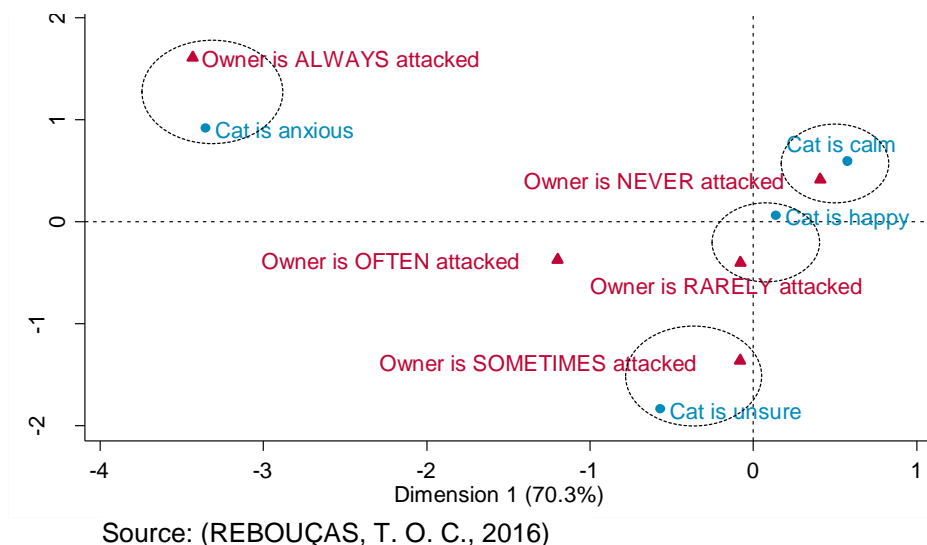 2
Owner is ALWAYS attacked
1
Cat is anxious
Cat is calm
Owner is NEVER attacked
0
Cat is happy
Owner is OFTEN attacked
Owner is RARELY attacked
-1
Owner is SOMETIMES attacked
Cat is unsure
-2
-4 -3 -2 -1 0 1
Dimension 1 (70.3%)
Source: (REBOUÇAS, T. O. C., 2016)